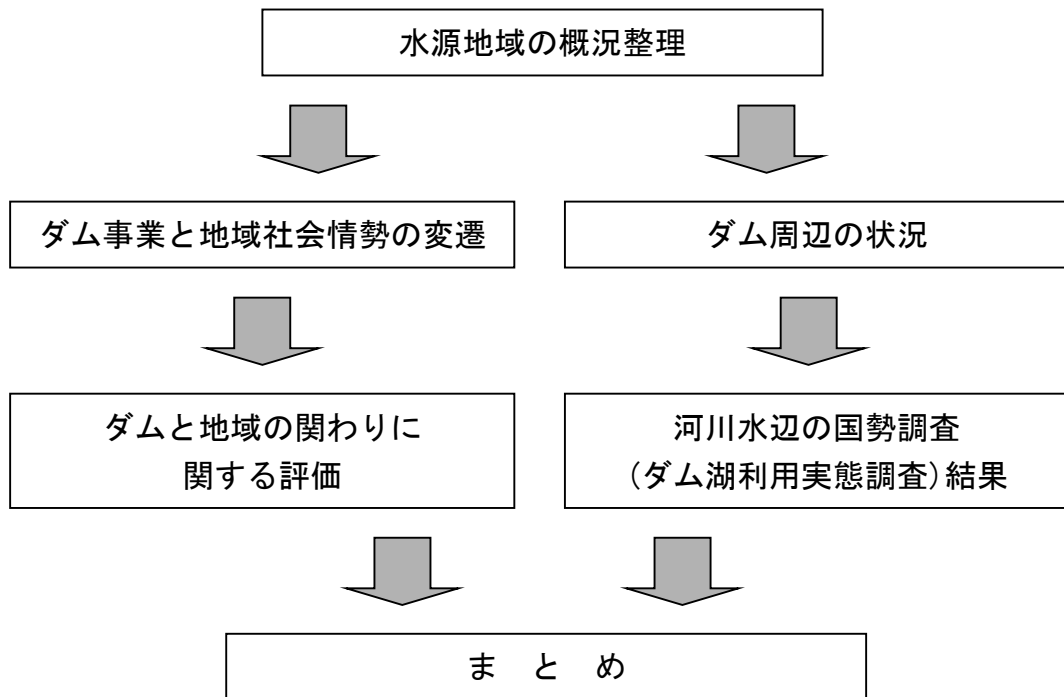 水源地域の概況整理
ダム事業と地域社会情勢の変遷
ダム周辺の状況
ダムと地域の関わりに
関する評価
河川水辺の国勢調査
(ダム湖利用実態調査)結果
ま と め